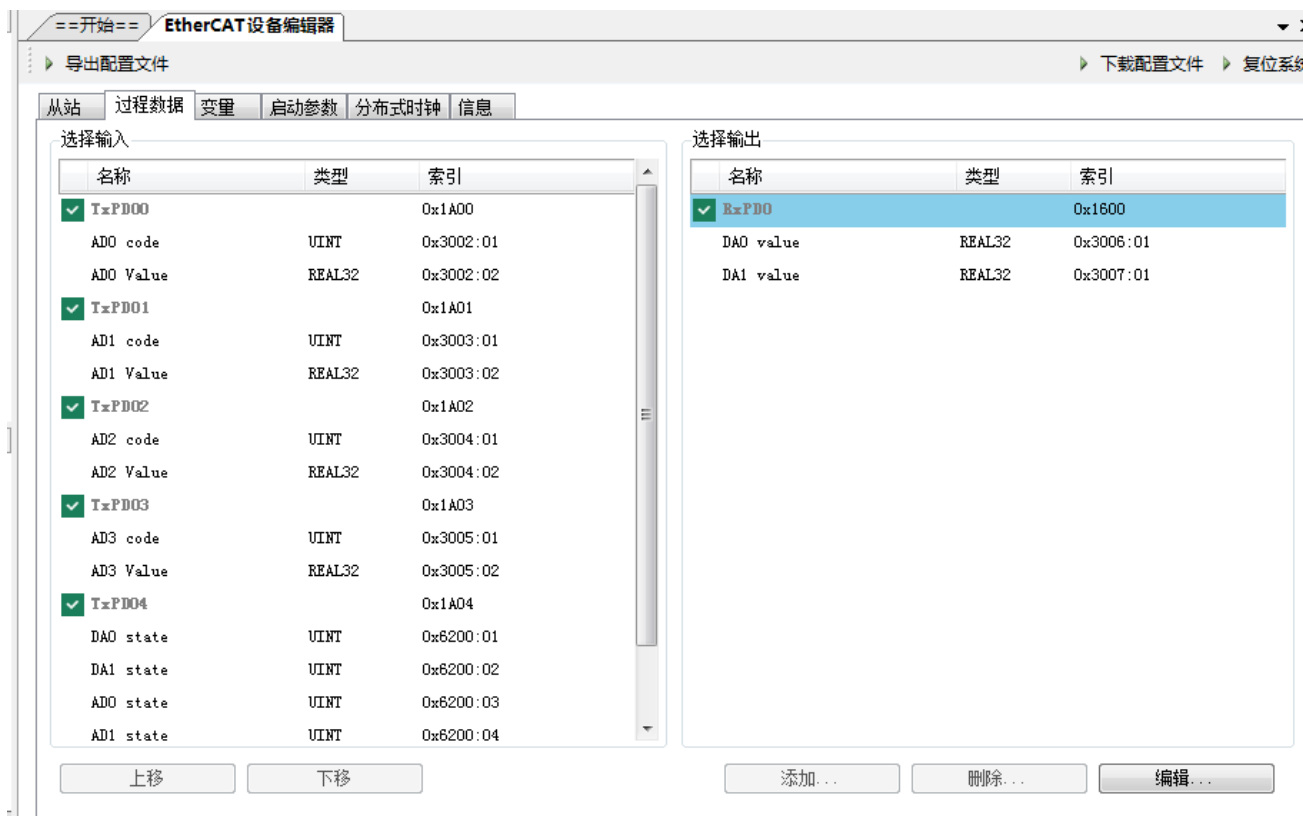 ==开始== EtherCAT设备编辑器
导出配置文件 下载配置文件 复位系统
从站 过程数据 变量 启动参数 分布式时钟 信息
选择输入 选择输出
名称 类型 索引 名称 类型 索引
TxPDO0 0x1A00 RxPDO 0x1600
AD0 code UINT 0x3002:01 DA0 value REAL32 0x3006:01
AD0 Value REAL32 0x3002:02 DA1 value REAL32 0x3007:01
TxPDO1 0x1A01
AD1 code UINT 0x3003:01
AD1 Value REAL32 0x3003:02
TxPDO2 0x1A02
AD2 code UINT 0x3004:01
AD2 Value REAL32 0x3004:02
TxPDO3 0x1A03
AD3 code UINT 0x3005:01
AD3 Value REAL32 0x3005:02
TxPDO4 0x1A04
DA0 state UINT 0x6200:01
DA1 state UINT 0x6200:02
AD0 state UINT 0x6200:03
AD1 state UINT 0x6200:04
上移 下移 添加... 删除... 编辑...